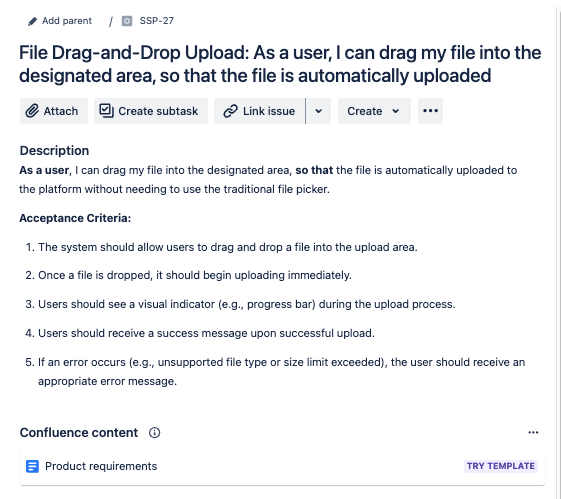 Add parent / SSP-27
File Drag-and-Drop Upload: As a user, I can drag my file into the
designated area, so that the file is automatically uploaded
Attach Create subtask Link issue Create
Description
As a user, I can drag my file into the designated area, so that the file is automatically uploaded to
the platform without needing to use the traditional file picker.
Acceptance Criteria:
1. The system should allow users to drag and drop a file into the upload area.
2. Once a file is dropped, it should begin uploading immediately.
3. Users should see a visual indicator (e.g., progress bar) during the upload process.
4. Users should receive a success message upon successful upload.
5. If an error occurs (e.g., unsupported file type or size limit exceeded), the user should receive an
appropriate error message.
Confluence content
Product requirements TRY TEMPLATE